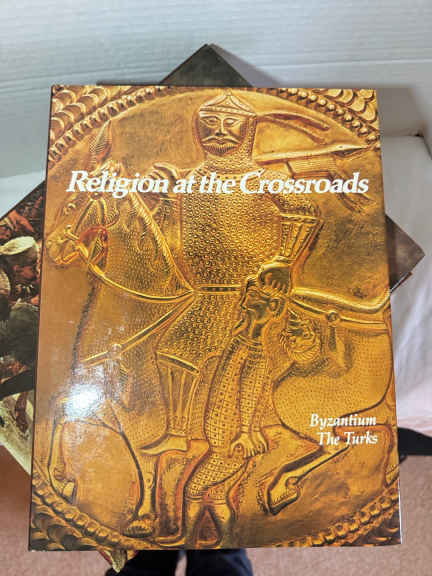 Religion at the Crossroads
Byzantium
The Turks